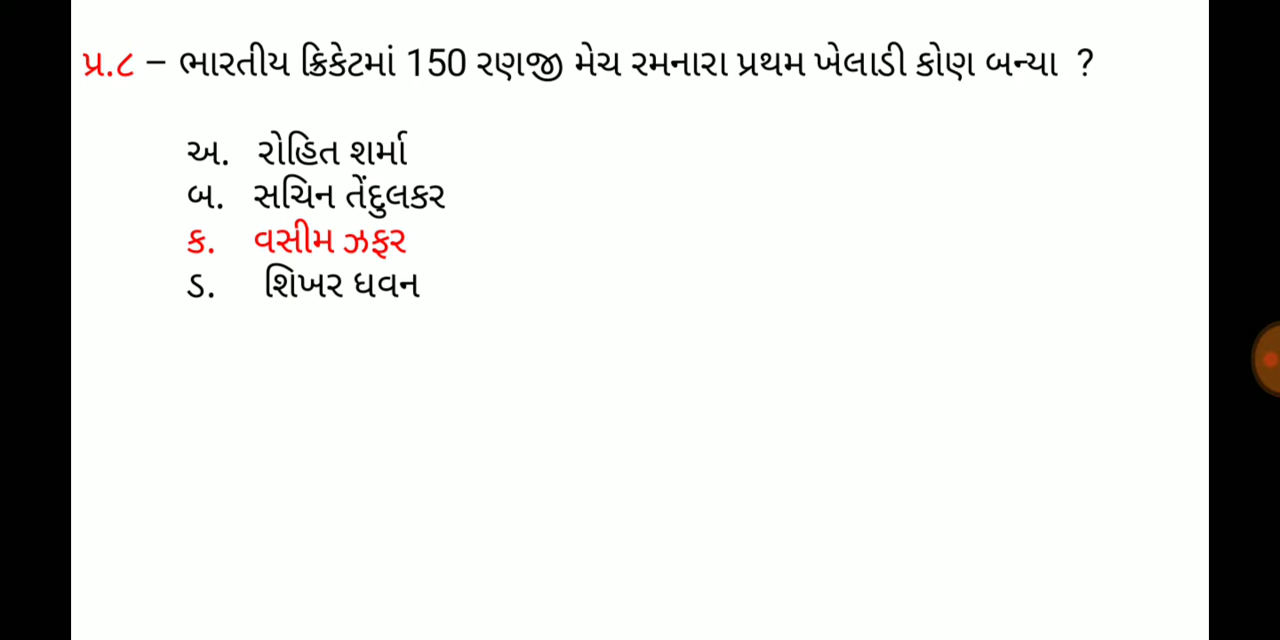 પ્ર.૮ – ભારતીય ક્રિકેટમાં 150 રણજી મેચ રમનારા પ્રથમ ખેલાડી કોણ બન્યા ?
અ. રોહિત શર્મા
બ. સચિન તેંદુલકર
ક. વસીમ ઝફર
ડ. શિખર ધવન